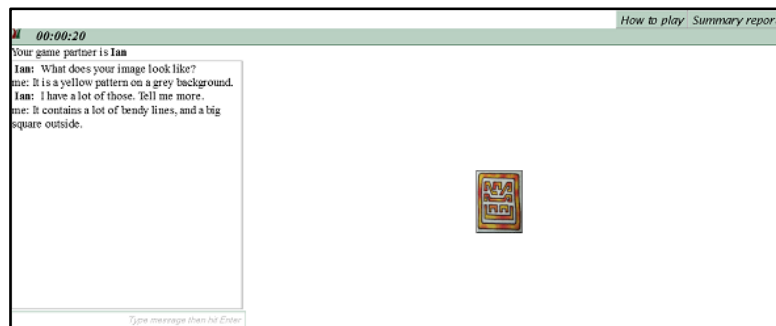 How to play Summary repor
00:00:20
Your game partner is Ian
Ian: What does your image look like?
me: It is a yellow pattern on a grey background.
Ian: I have a lot of those. Tell me more.
me: It contains a lot of bendy lines, and a big
square outside.
Type message then hit Enter